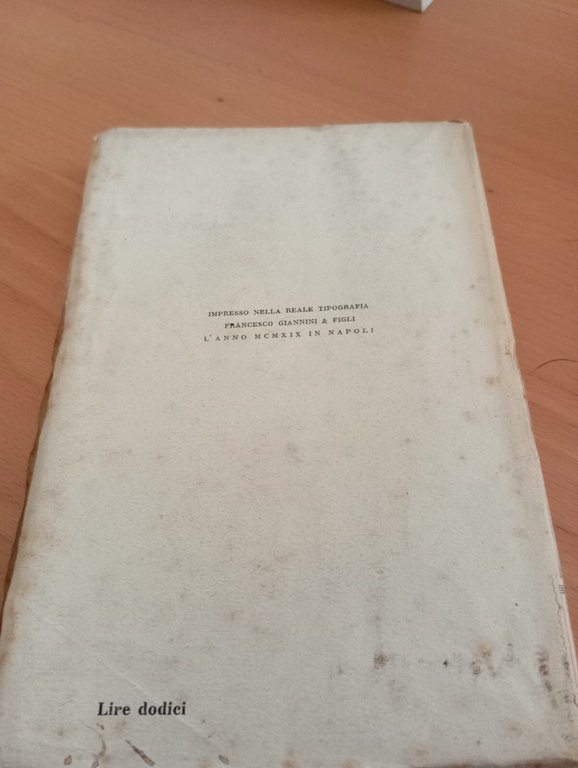 IMPRESSO NELLA REALE TIPOGRAFIA
FRANCESCO GIANNINI & FIGLI
L'ANNO MCMXIX IN NAPOLI
Lire dodici